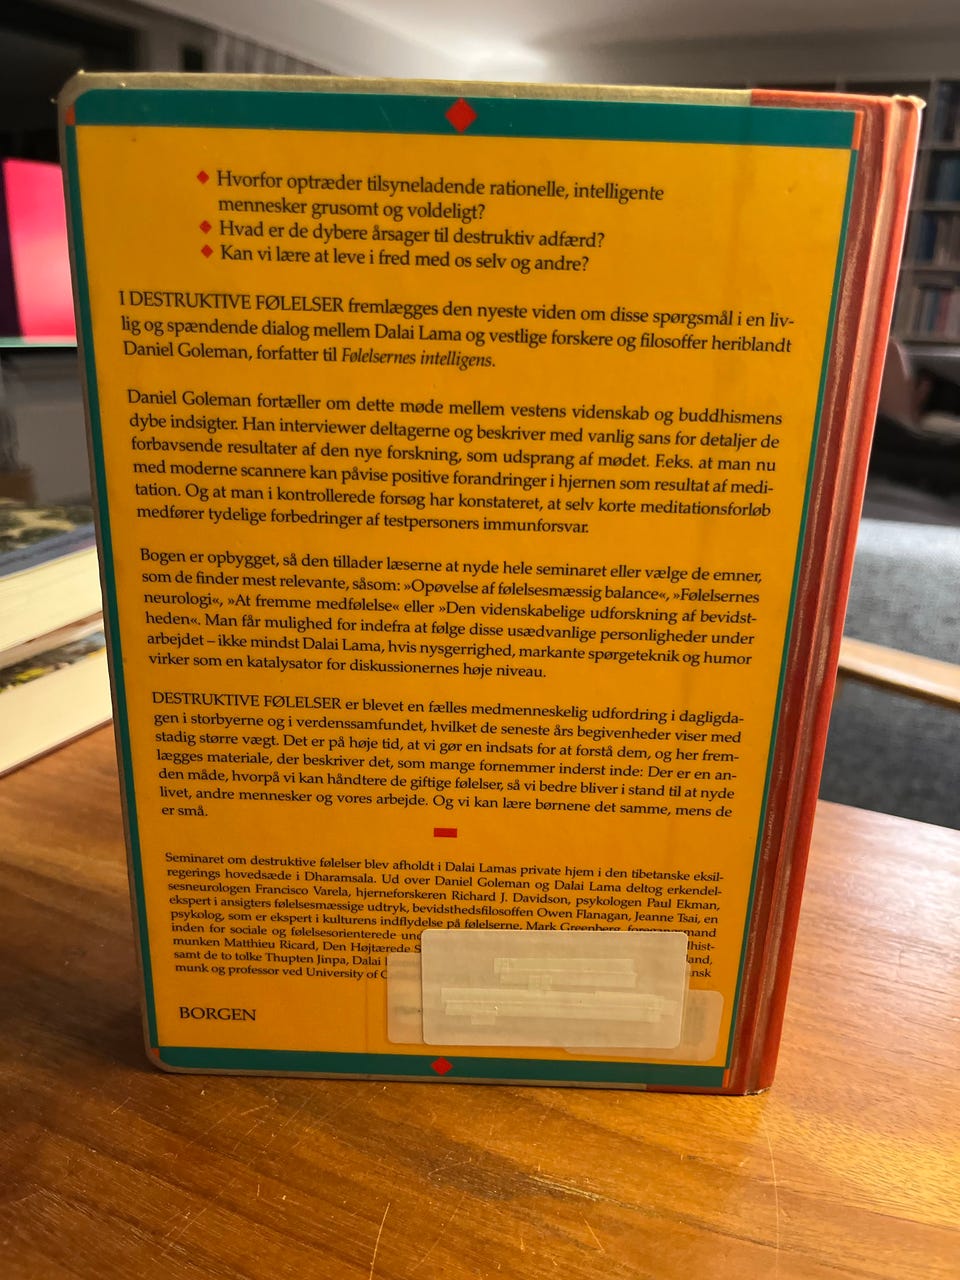 Hvorfor optræder tilsyneladende rationelle, intelligente
mennesker grusomt og voldeligt?
Hvad er de dybere årsager til destruktiv adfærd?
Kan vi lære at leve i fred med os selv og andre?
I DESTRUKTIVE FØLELSER fremlægges den nyeste viden om disse spørgsmål i en liv-
lig og spændende dialog mellem Dalai Lama og vestlige forskere og filosoffer heriblandt
Daniel Goleman, forfatter til Følelsernes intelligens.
Daniel Goleman fortæller om dette møde mellem vestens videnskab og buddhismens
dybe indsigter. Han interviewer deltagerne og beskriver med vanlig sans for detaljer de
forbavsende resultater af den nye forskning, som udsprang af mødet. F.eks. at man nu
med moderne scannere kan påvise positive forandringer i hjernen som resultat af medi-
tation. Og at man i kontrollerede forsøg har konstateret, at selv korte meditationsforløb
medfører tydelige forbedringer af testpersoners immunforsvar.
Bogen er opbygget, så den tillader læserne at nyde hele seminaret eller vælge de emner,
som de finder mest relevante, såsom: »Opøvelse af følelsesmæssig balance«, »Følelsernes
neurologi«, »At fremme medfølelse« eller »Den videnskabelige udforskning af bevidst-
heden«. Man får mulighed for indefra at følge disse usædvanlige personligheder under
arbejdet – ikke mindst Dalai Lama, hvis nysgerrighed, markante spørgeteknik og humor
virker som en katalysator for diskussionernes høje niveau.
DESTRUKTIVE FØLELSER er blevet en fælles medmenneskelig udfordring i dagligda-
gen i storbyerne og i verdenssamfundet, hvilket de seneste års begivenheder viser med
stadig større vægt. Det er på høje tid, at vi gør en indsats for at forstå dem, og her frem-
lægges materiale, der beskriver det, som mange fornemmer inderst inde: Der er en an-
den måde, hvorpå vi kan håndtere de giftige følelser, så vi bedre bliver i stand til at nyde
livet, andre mennesker og vores arbejde. Og vi kan lære børnene det samme, mens de
er små.
Seminaret om destruktive følelser blev afholdt i Dalai Lamas private hjem i den tibetanske eksil-
regerings hovedsæde i Dharamsala. Ud over Daniel Goleman og Dalai Lama deltog erkendel-
sesneurologen Francisco Varela, hjerneforskeren Richard J. Davidson, psykologen Paul Ekman,
ekspert i ansigters følelsesmæssige udtryk, bevidsthedsfilosoffen Owen Flanagan, Jeanne Tsai, en
psykolog, som er ekspert i kulturens indflydelse på følelserne, Mark Greenberg, foregangsmand
inden for sociale og følelsesorienterede
munken Matthieu Ricard, Den Højtærede
samt de to tolke Thupten Jinpa, Dalai
munk og professor ved University of
BORGEN